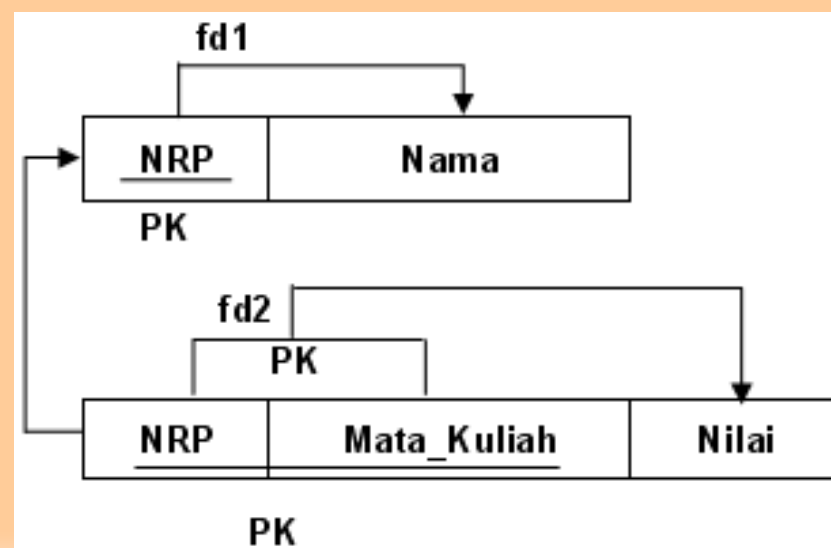 fd1
NRP Nama
PK
fd2
PK
NRP Mata_Kuliah Nilai
PK